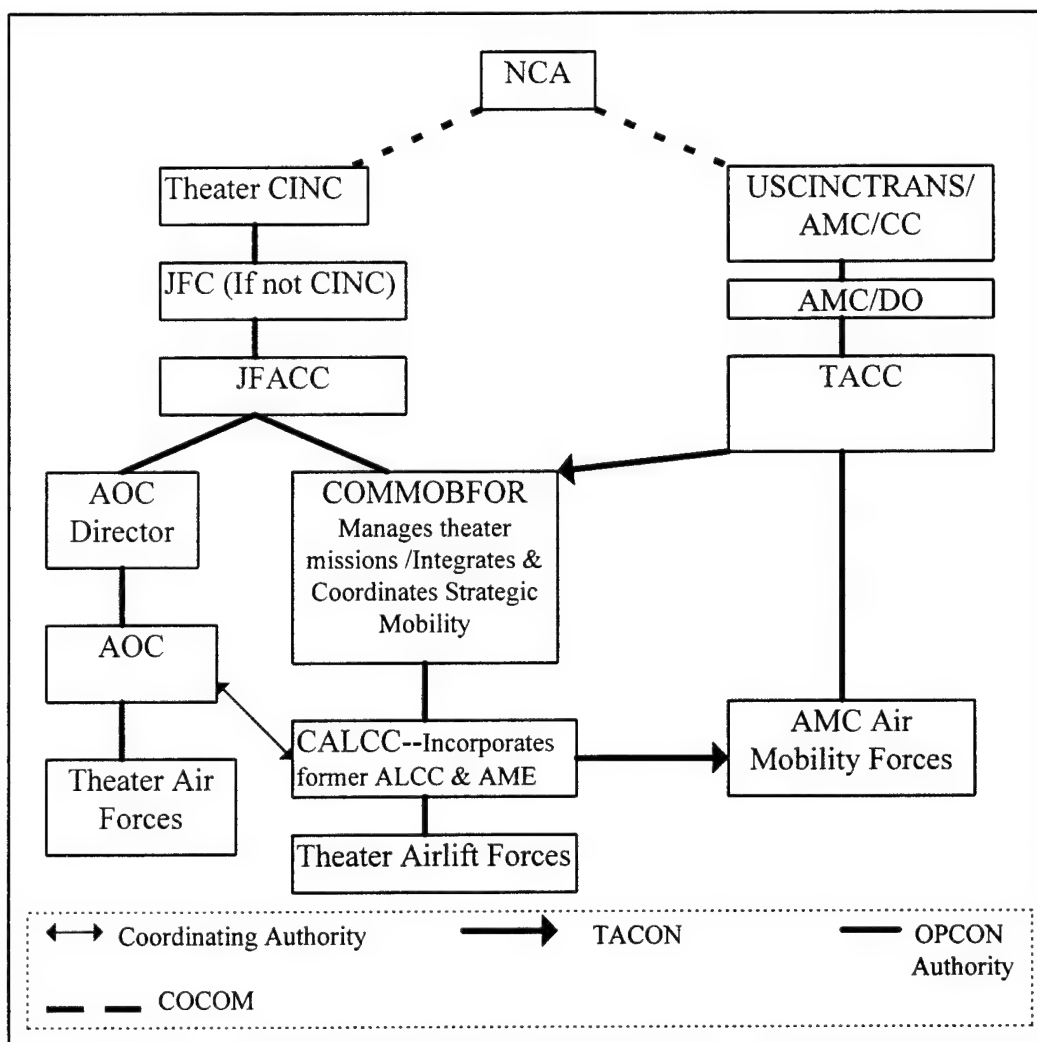 NCA
Theater CINC
USCINCTRANS/
AMC/CC
JFC (If not CINC)
AMC/DO
JFACC
TACC
AOC
Director
COMMOBFOR
Manages theater
missions /Integrates &
Coordinates Strategic
Mobility
AOC
CALCC--Incorporates
former ALCC & AME
AMC Air
Mobility Forces
Theater Air
Forces
Theater Airlift Forces
Coordinating Authority
TACON
OPCON
Authority
COCOM